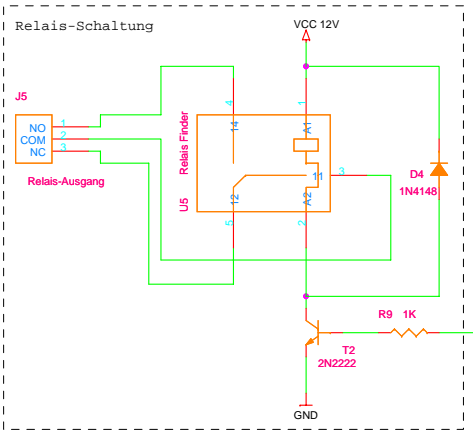 Relais-Schaltung
VCC 12V
J5
NO 1
COM 2
NC 3
Relais-Ausgang
4
14
1
A1
Relais Finder
U5
11
3
12
5
A2
2
D4
1N4148
R9 1K
T2
2N2222
GND